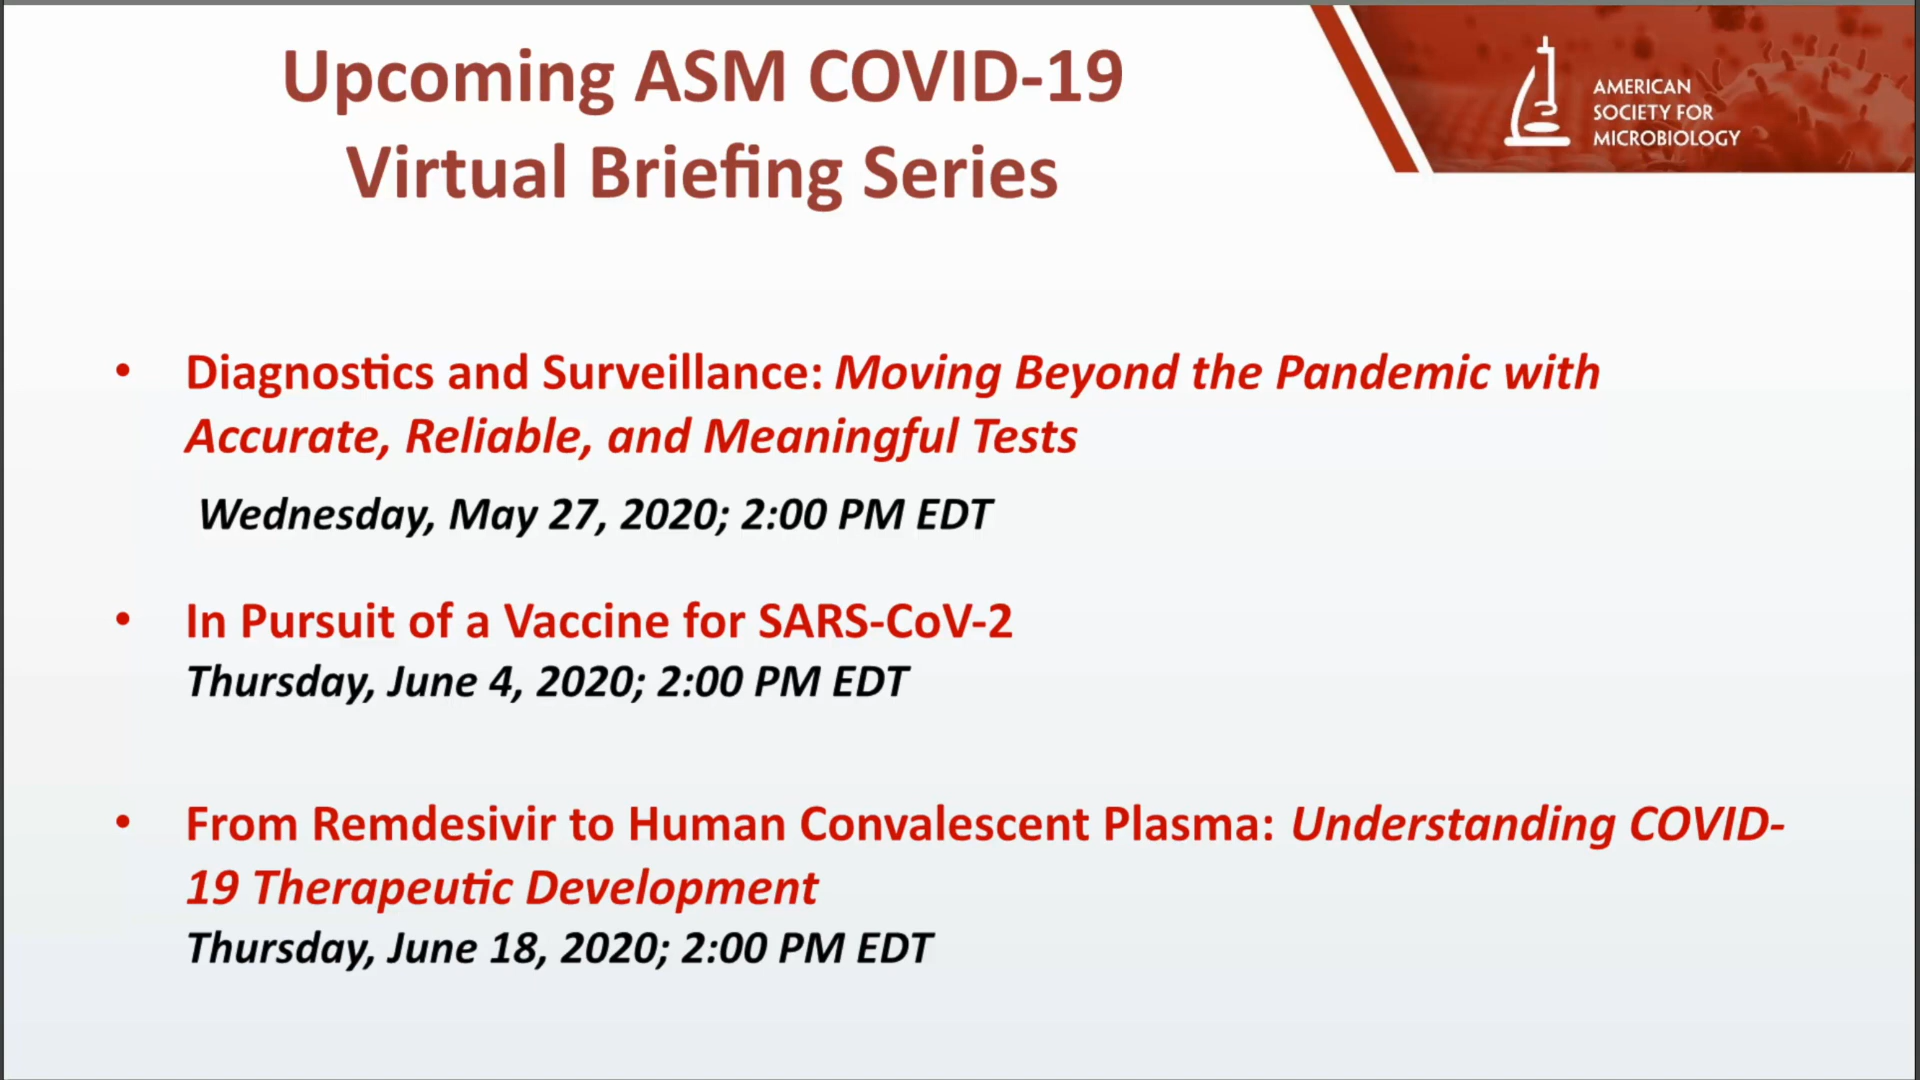 Upcoming ASM COVID-19
Virtual Briefing Series
AMERICAN
SOCIETY FOR
MICROBIOLOGY
• Diagnostics and Surveillance: Moving Beyond the Pandemic with
Accurate, Reliable, and Meaningful Tests
Wednesday, May 27, 2020; 2:00 PM EDT
• In Pursuit of a Vaccine for SARS-CoV-2
Thursday, June 4, 2020; 2:00 PM EDT
• From Remdesivir to Human Convalescent Plasma: Understanding COVID-
19 Therapeutic Development
Thursday, June 18, 2020; 2:00 PM EDT